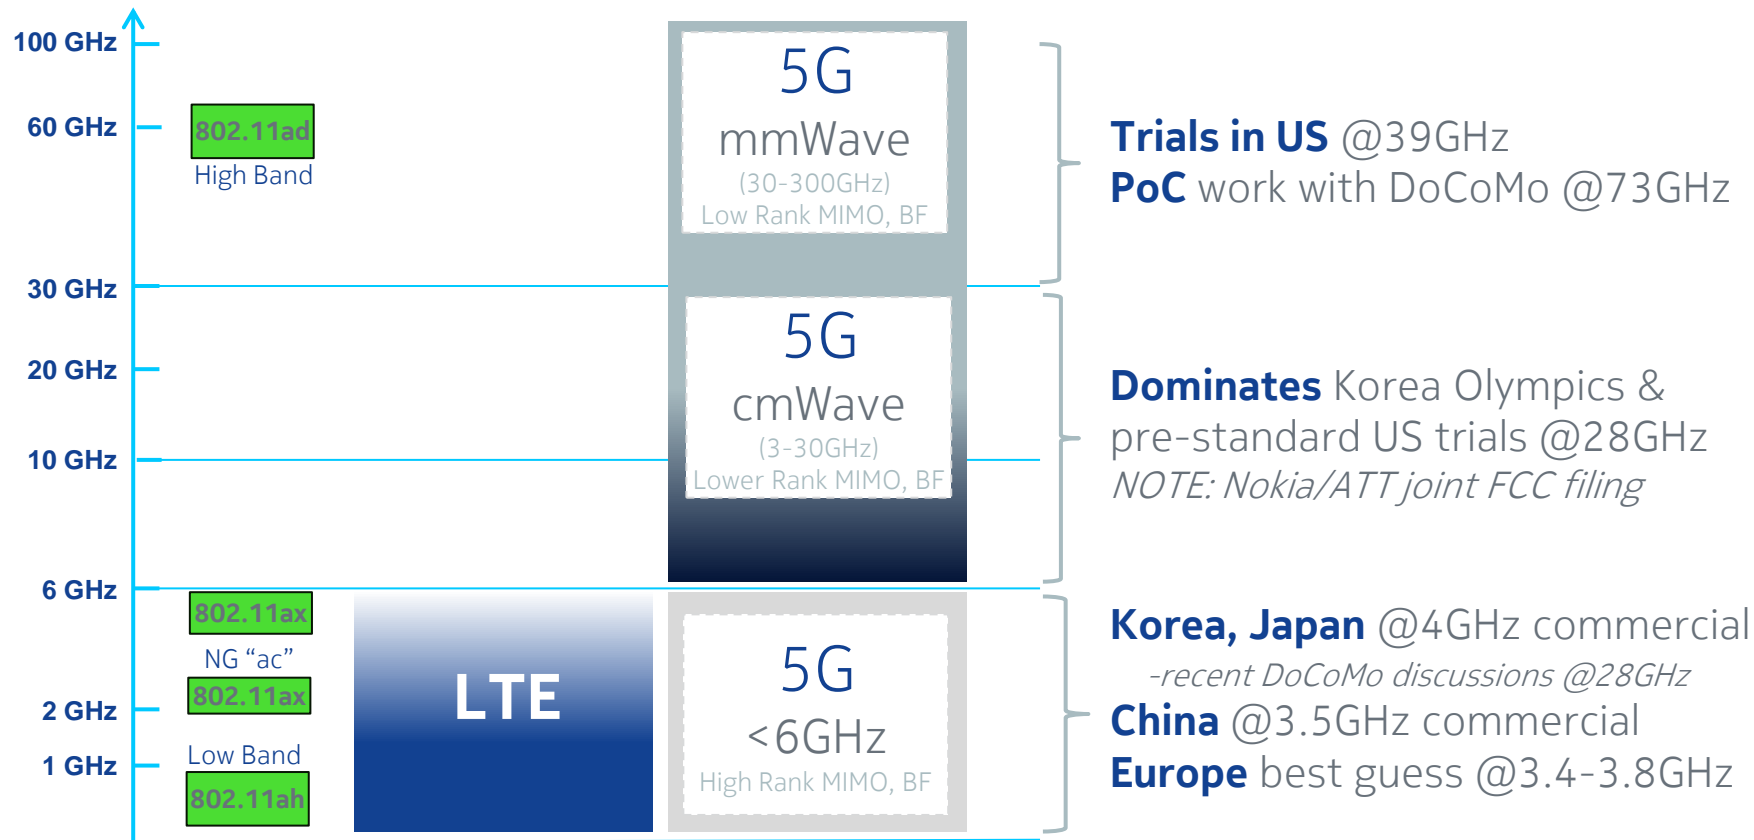 100 GHz
60 GHz
30 GHz
20 GHz
10 GHz
6 GHz
2 GHz
1 GHz
802.11ad
High Band
802.11ax
NG “ac”
802.11ax
Low Band
802.11ah
LTE
5G
mmWave
(30-300GHz)
Low Rank MIMO, BF
5G
cmWave
(3-30GHz)
Lower Rank MIMO, BF
5G
<6GHz
High Rank MIMO, BF
Trials in US @39GHz
PoC work with DoCoMo @73GHz
Dominates Korea Olympics &
pre-standard US trials @28GHz
NOTE: Nokia/ATT joint FCC filing
Korea, Japan @4GHz commercial
-recent DoCoMo discussions @28GHz
China @3.5GHz commercial
Europe best guess @3.4-3.8GHz